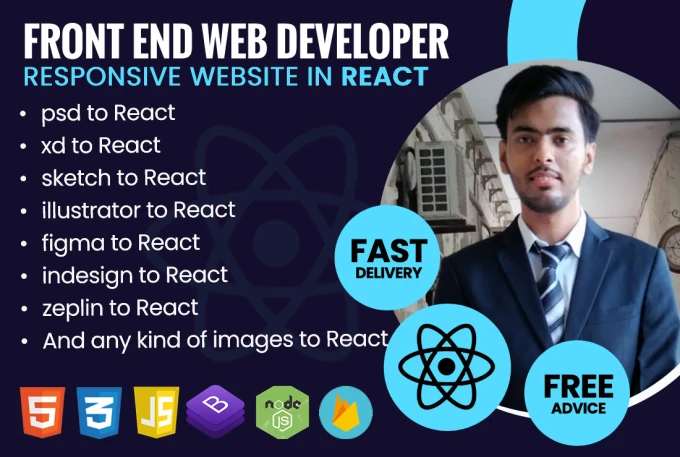 FRONT END WEB DEVELOPER
RESPONSIVE WEBSITE IN REACT
• psd to React
• xd to React
• sketch to React
• illustrator to React
• figma to React
• indesign to React
• zeplin to React
• And any kind of images to React
FAST
DELIVERY
FREE
ADVICE
5
3
JS
B
node
JS